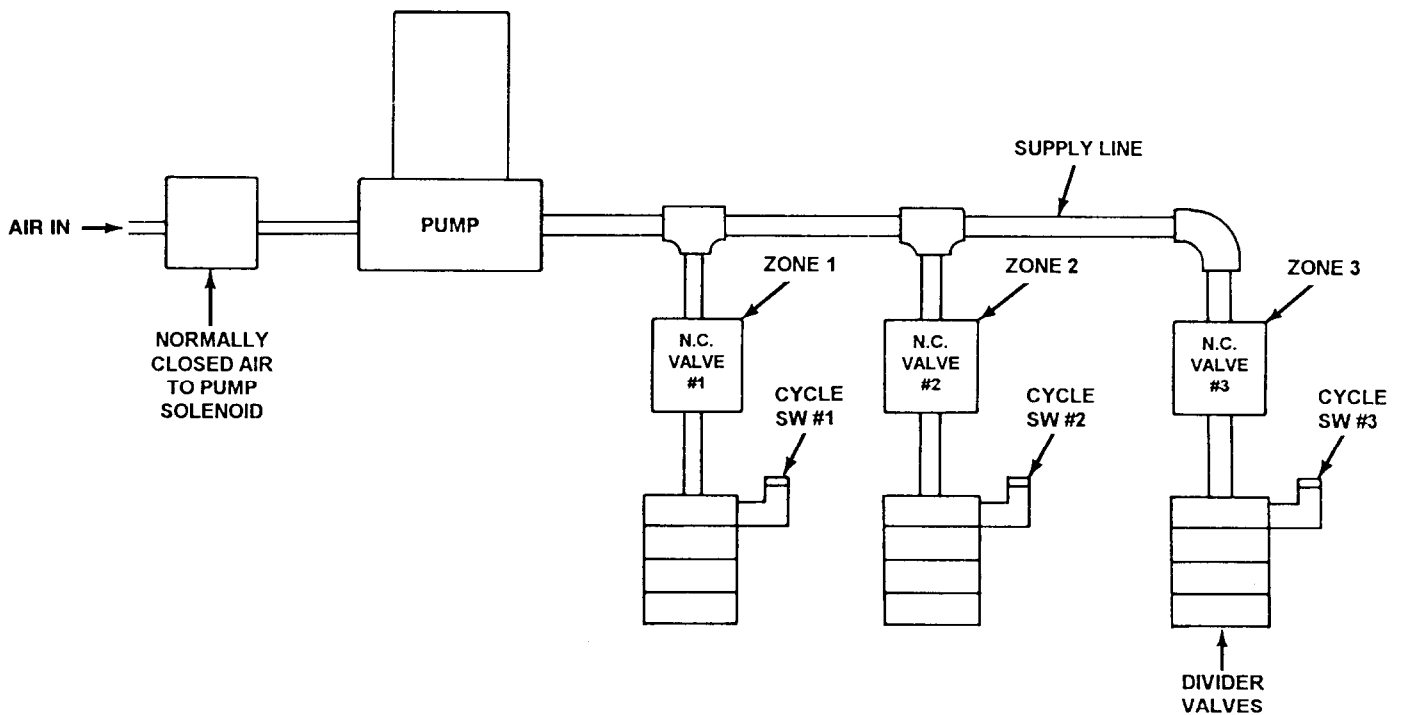 SUPPLY LINE
AIR IN
PUMP
ZONE 1
ZONE 2
ZONE 3
NORMALLY
CLOSED AIR
TO PUMP
SOLENOID
N.C.
VALVE
#1
N.C.
VALVE
#2
N.C.
VALVE
#3
CYCLE
SW #1
CYCLE
SW #2
CYCLE
SW #3
DIVIDER
VALVES